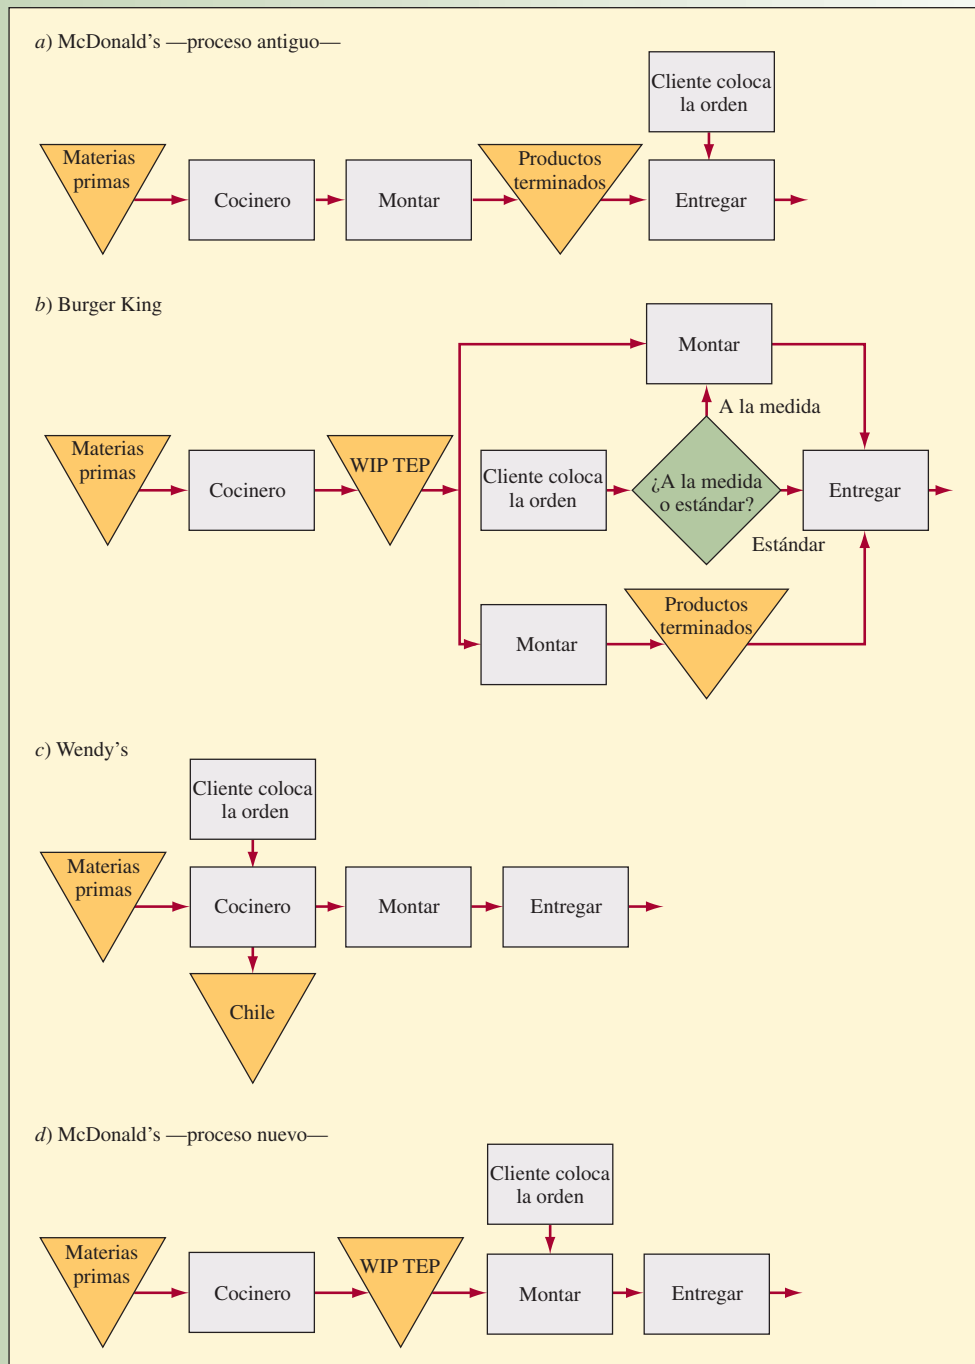 a) McDonald's —proceso antiguo—
Cliente coloca
la orden
Materias
primas
Cocinero
Montar
Productos
terminados
Entregar
b) Burger King
Montar
A la medida
Materias
primas
Cocinero
WIP TEP
Cliente coloca
la orden
¿A la medida
o estándar?
Entregar
Estándar
Montar
Productos
terminados
c) Wendy's
Cliente coloca
la orden
Materias
primas
Cocinero
Montar
Entregar
Chile
d) McDonald's —proceso nuevo—
Cliente coloca
la orden
Materias
primas
Cocinero
WIP TEP
Montar
Entregar